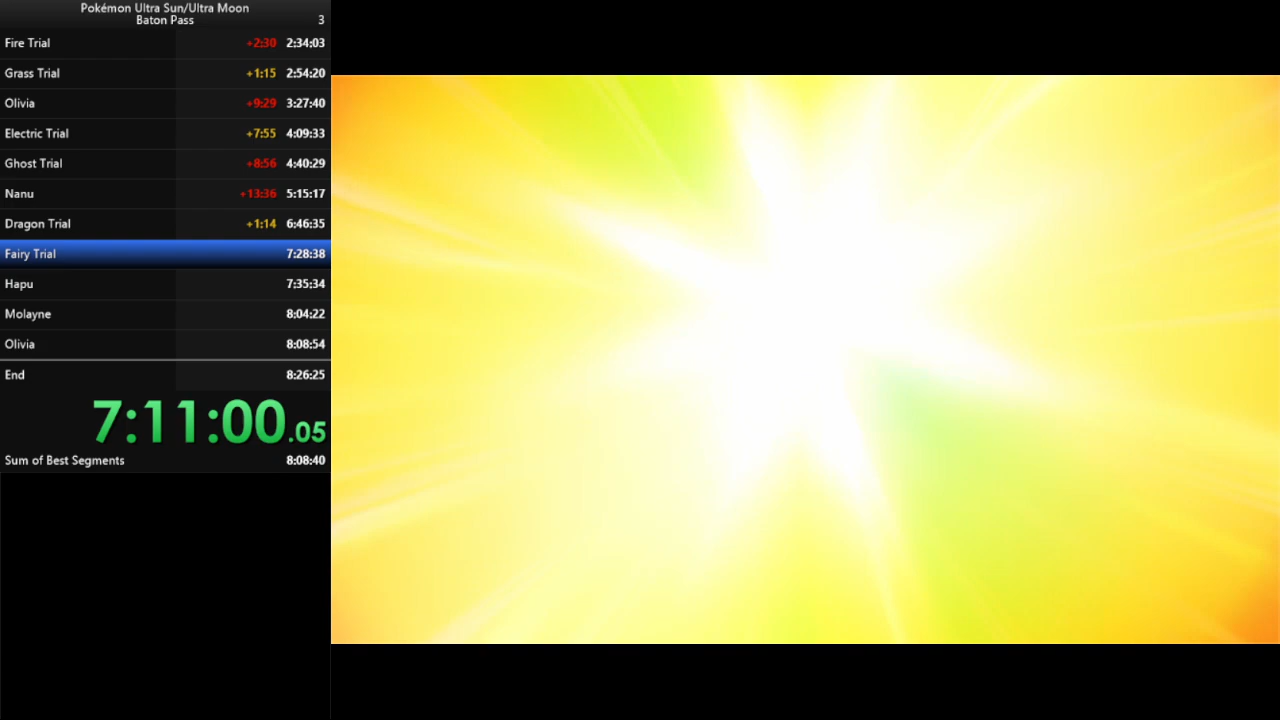 Pokémon Ultra Sun/Ultra Moon
Baton Pass 3
Fire Trial +2:30 2:34:03
Grass Trial +1:15 2:54:20
Olivia +9:29 3:27:40
Electric Trial +7:55 4:09:33
Ghost Trial +8:56 4:40:29
Nanu +13:36 5:15:17
Dragon Trial +1:14 6:46:35
Fairy Trial 7:28:38
Hapu 7:35:34
Molayne 8:04:22
Olivia 8:08:54
End 8:26:25
7:11:00.05
Sum of Best Segments 8:08:40